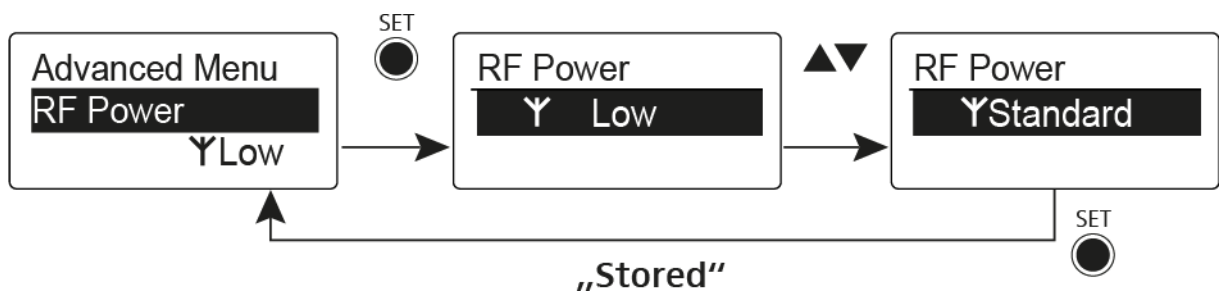 SET
Advanced Menu
RF Power
Low
RF Power
Low
RF Power
Standard
SET
„Stored“